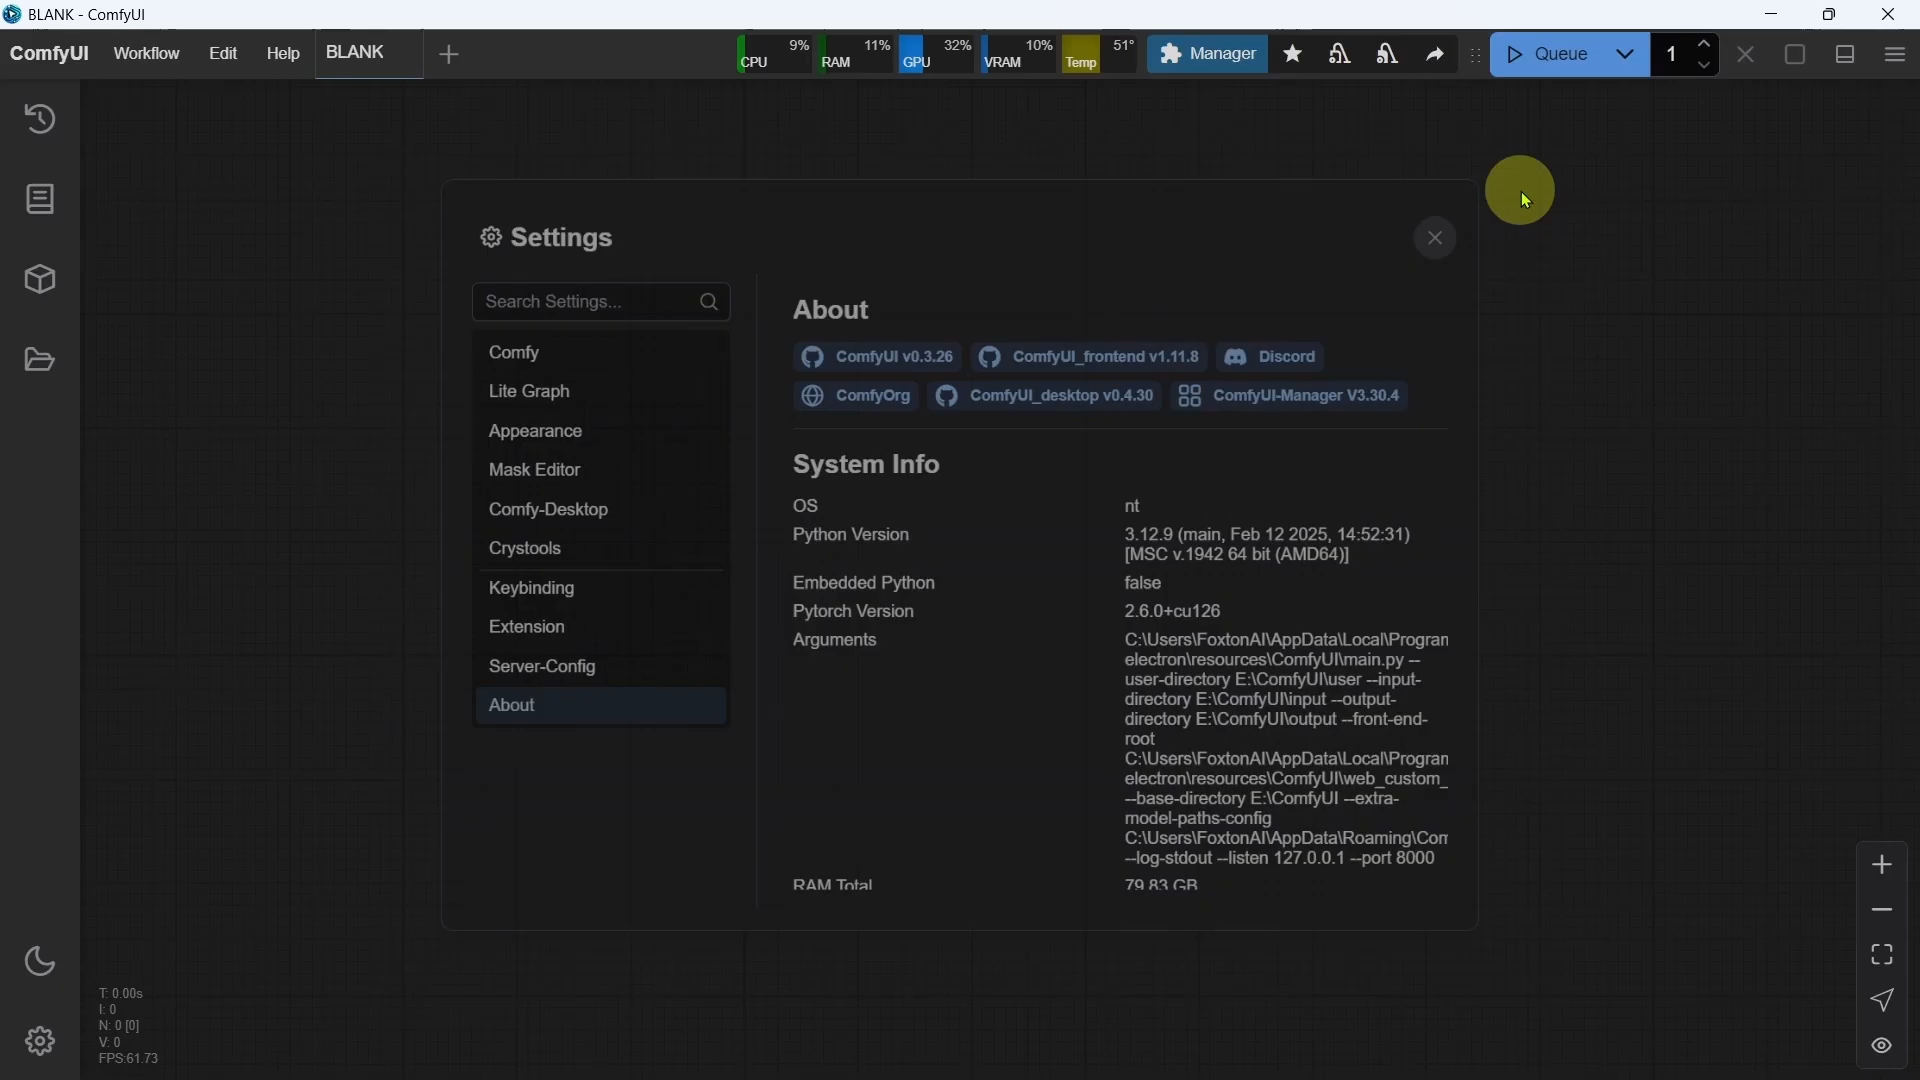 BLANK - ComfyUI
ComfyUI Workflow Edit Help BLANK
CPU 9% RAM 11% GPU 32% VRAM 10% Temp 51° Manager Queue 1
Settings
Search Settings...
Comfy
Lite Graph
Appearance
Mask Editor
Comfy-Desktop
Crystools
Keybinding
Extension
Server-Config
About
About
ComfyUI v0.3.26 ComfyUI_frontend v1.11.8 Discord
ComfyOrg ComfyUI_desktop v0.4.30 ComfyUI-Manager V3.30.4
System Info
OS nt
Python Version 3.12.9 (main, Feb 12 2025, 14:52:31)
[MSC v.1942 64 bit (AMD64)]
Embedded Python false
Pytorch Version 2.6.0+cu126
Arguments C:\Users\FoxtonAI\AppData\Local\Program
electron\resources\ComfyUI\main.py --
user-directory E:\ComfyUI\user --input-
directory E:\ComfyUI\input --output-
directory E:\ComfyUI\output --front-end-
root
C:\Users\FoxtonAI\AppData\Local\Program
electron\resources\ComfyUI\web_custom_
--base-directory E:\ComfyUI --extra-
model-paths-config
C:\Users\FoxtonAI\AppData\Roaming\Com
--log-stdout --listen 127.0.0.1 --port 8000
RAM Total 79.83 GB
T: 0.00s
I: 0
N: 0 [0]
V: 0
FPS:61.73